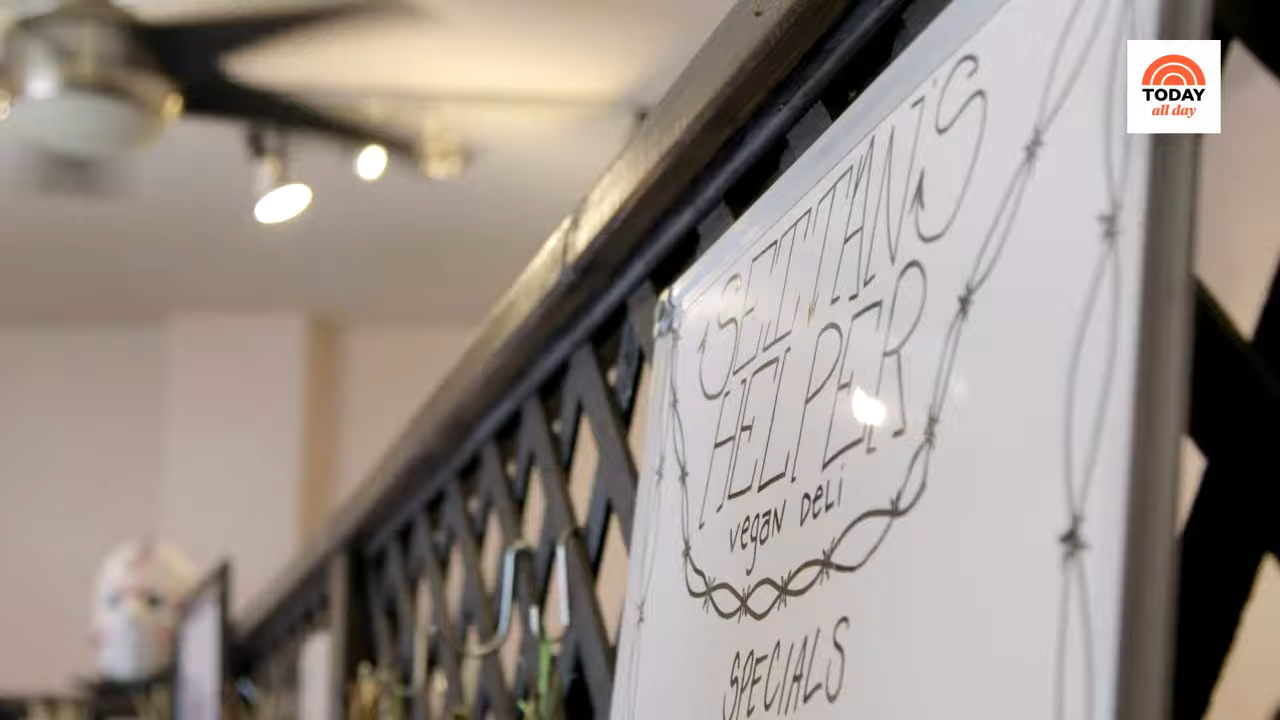 SEITAN'S
HELPER
vegan DELi
SPECIALS
TODAY
all day